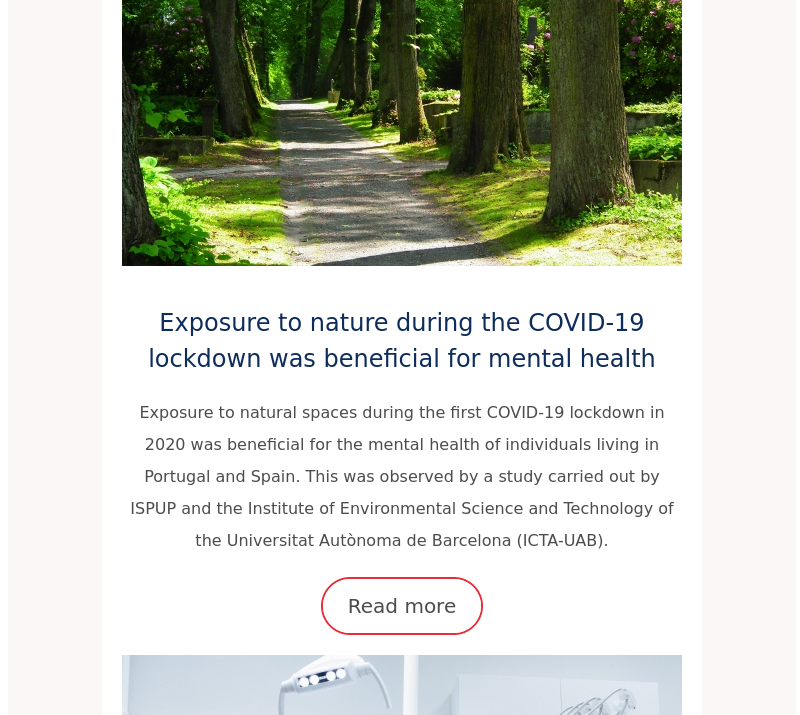 Exposure to nature during the COVID-19
lockdown was beneficial for mental health
Exposure to natural spaces during the first COVID-19 lockdown in
2020 was beneficial for the mental health of individuals living in
Portugal and Spain. This was observed by a study carried out by
ISPUP and the Institute of Environmental Science and Technology of
the Universitat Autònoma de Barcelona (ICTA-UAB).
Read more